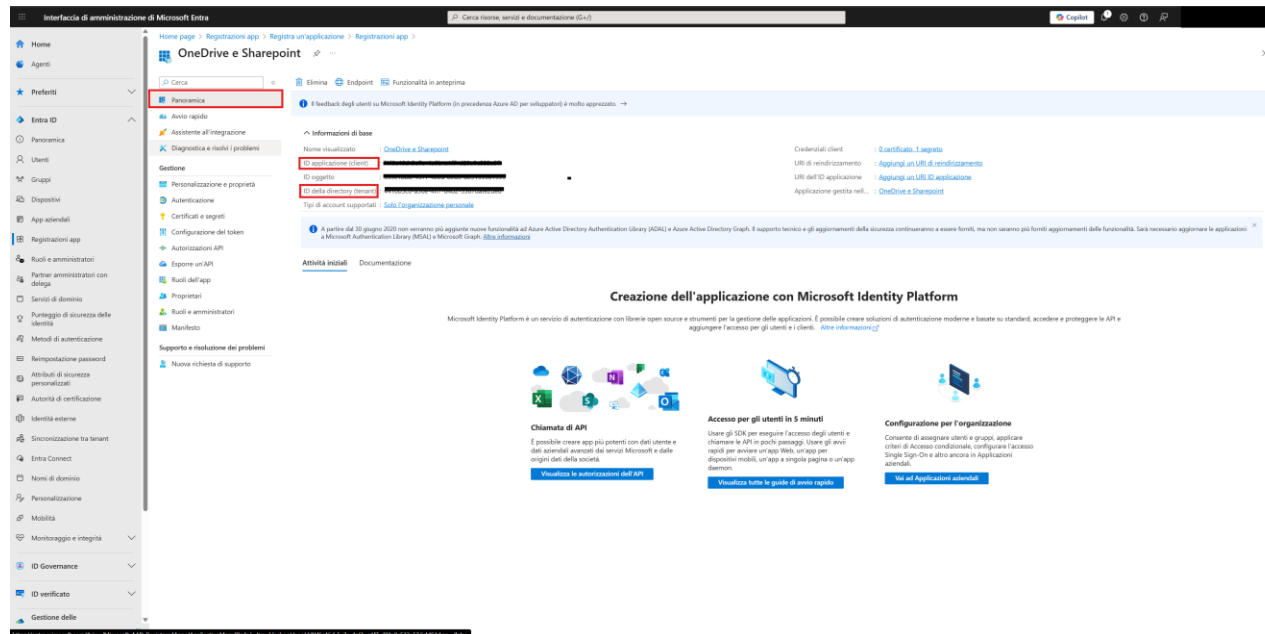 Interfaccia di amministrazione di Microsoft Entra
Cerca risorse, servizi e documentazione (G+/)
Copilot
Home
Agenti
Preferiti
Entra ID
Panoramica
Utenti
Gruppi
Dispositivi
App aziendali
Registrazioni app
Ruoli e amministratori
Partner amministratori con
delega
Servizi di dominio
Punteggio di sicurezza delle
identità
Metodi di autenticazione
Reimpostazione password
Attributi di sicurezza
personalizzati
Autorità di certificazione
Identità esterne
Sincronizzazione tra tenant
Entra Connect
Nomi di dominio
Personalizzazione
Mobilità
Monitoraggio e integrità
ID Governance
ID verificato
Gestione delle
Home page > Registrazioni app > Registra un'applicazione > Registrazioni app >
OneDrive e Sharepoint
Cerca
Panoramica
Avvio rapido
Assistente all'integrazione
Diagnostica e risolvi i problemi
Gestione
Personalizzazione e proprietà
Autenticazione
Certificati e segreti
Configurazione del token
Autorizzazioni API
Esporre un'API
Ruoli dell'app
Proprietari
Ruoli e amministratori
Manifesto
Supporto e risoluzione dei problemi
Nuova richiesta di supporto
Elimina Endpoint Funzionalità in anteprima
Il feedback degli utenti su Microsoft Identity Platform (in precedenza Azure AD per sviluppatori) è molto apprezzato. →
Informazioni di base
Nome visualizzato : OneDrive e Sharepoint
ID applicazione (client)
ID oggetto :
ID della directory (tenant) :
Tipi di account supportati : Solo l'organizzazione personale
Credenziali client : 0 certificato, 1 segreto
URI di reindirizzamento : Aggiungi un URI di reindirizzamento
URI dell'ID applicazione : Aggiungi un URI ID applicazione
Applicazione gestita nell... : OneDrive e Sharepoint
A partire dal 30 giugno 2020 non verranno più aggiunte nuove funzionalità ad Azure Active Directory Authentication Library (ADAL) e Azure Active Directory Graph. Il supporto tecnico e gli aggiornamenti della sicurezza continueranno a essere forniti, ma non saranno più forniti aggiornamenti delle funzionalità. Sarà necessario aggiornare le applicazioni
a Microsoft Authentication Library (MSAL) e Microsoft Graph. Altre informazioni
Attività iniziali Documentazione
Creazione dell'applicazione con Microsoft Identity Platform
Microsoft Identity Platform è un servizio di autenticazione con librerie open source e strumenti per la gestione delle applicazioni. È possibile creare soluzioni di autenticazione moderne e basate su standard, accedere e proteggere le API e
aggiungere l'accesso per gli utenti e i clienti. Altre informazioni
Chiamata di API
È possibile creare app più potenti con dati utente e
dati aziendali avanzati dai servizi Microsoft e dalle
origini dati della società.
Visualizza le autorizzazioni dell'API
Accesso per gli utenti in 5 minuti
Usare gli SDK per eseguire l'accesso degli utenti e
chiamare le API in pochi passaggi. Usare gli avvii
rapidi per avviare un'app Web, un'app per
dispositivi mobili, un'app a singola pagina o un'app
daemon.
Visualizza tutte le guide di avvio rapido
Configurazione per l'organizzazione
Consente di assegnare utenti e gruppi, applicare
criteri di Accesso condizionale, configurare l'accesso
Single Sign-On e altro ancora in Applicazioni
aziendali.
Vai ad Applicazioni aziendali